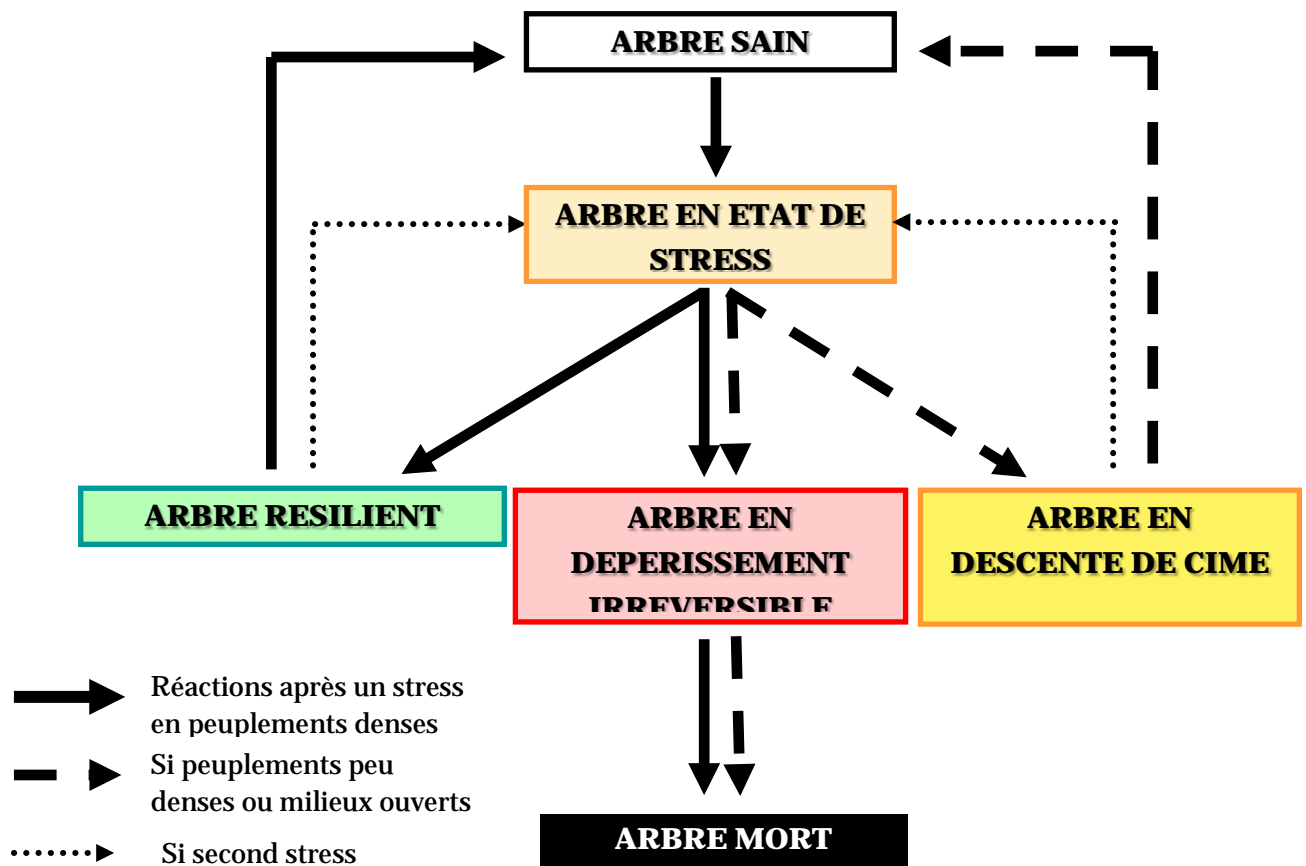 ARBRE SAIN
ARBRE EN ETAT DE
STRESS
ARBRE RESILIENT
ARBRE EN
DEPERISSEMENT
IRREVERSIBLE
ARBRE EN
DESCENTE DE CIME
Réactions après un stress
en peuplements denses
Si peuplements peu
denses ou milieux ouverts
Si second stress
ARBRE MORT